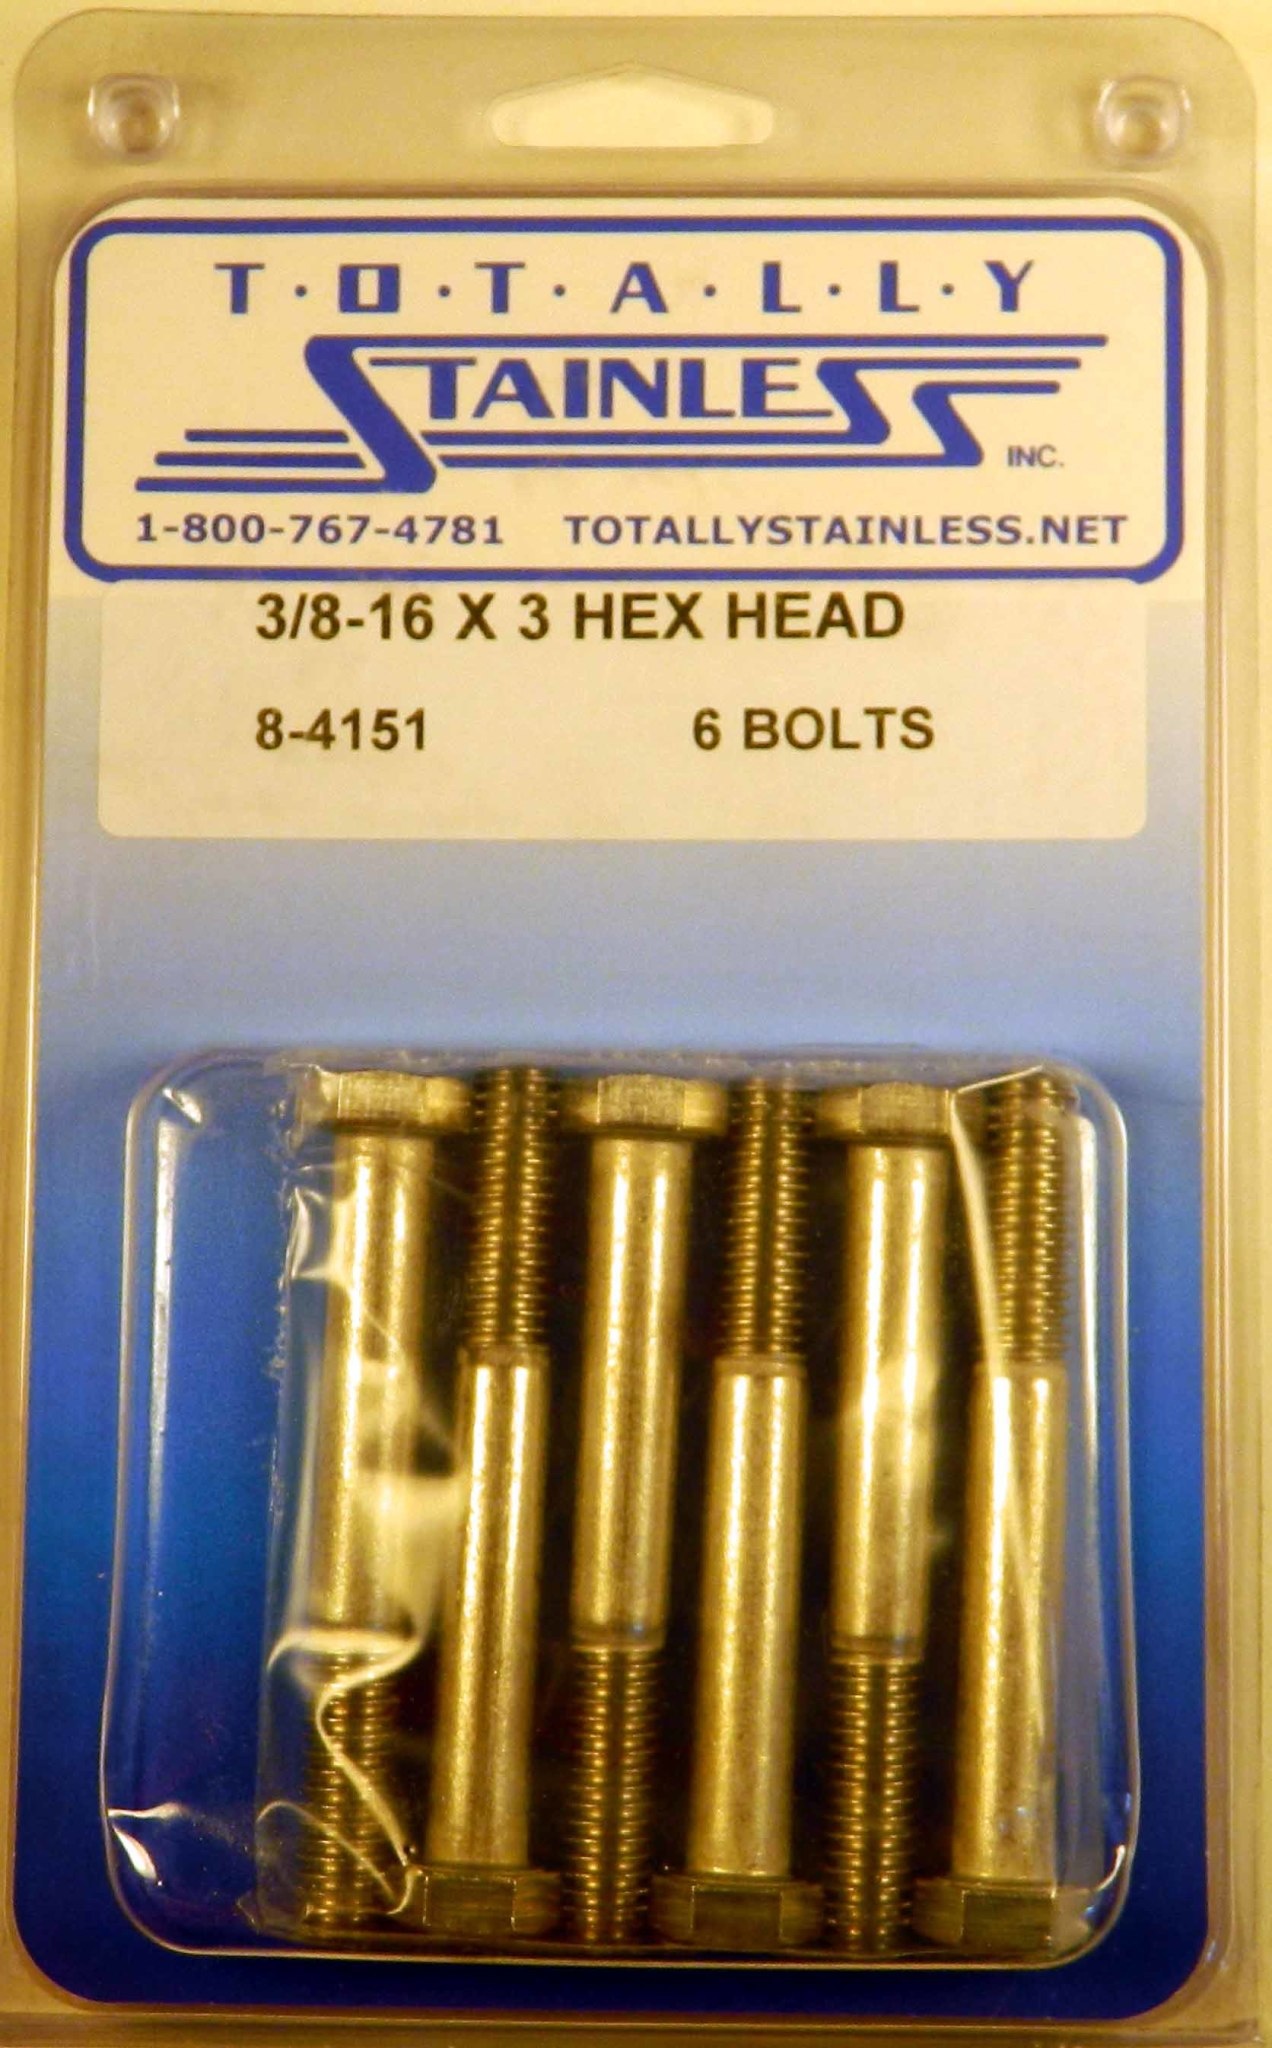 T·O·T·A·L·L·Y
STAINLESS INC.
1-800-767-4781 TOTALLYSTAINLESS.NET
3/8-16 X 3 HEX HEAD
8-4151 6 BOLTS